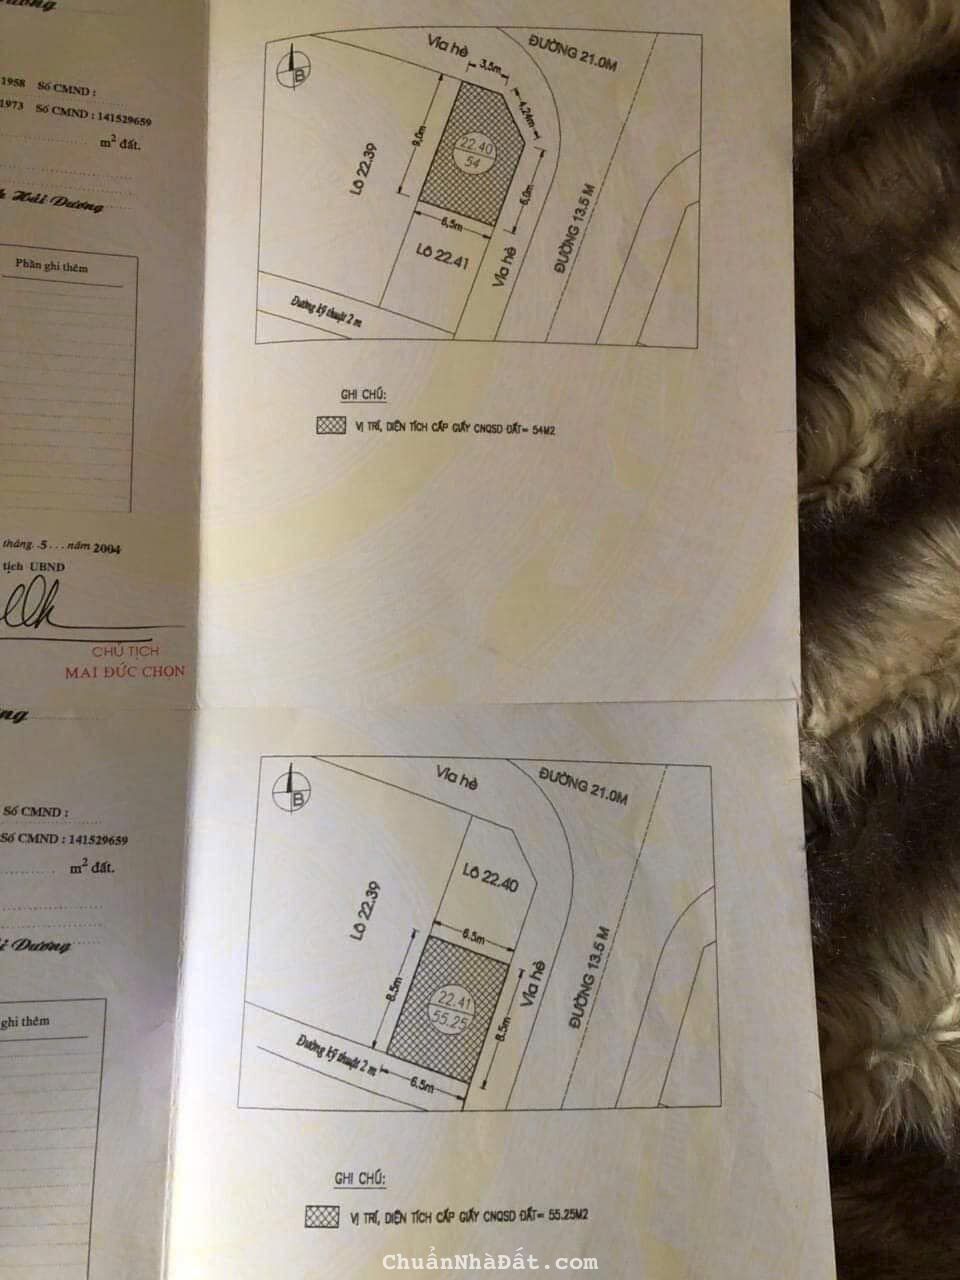 1958 Số CMND :
1973 Số CMND : 141529659
m2 đất.
Hải Dương
Phần ghi thêm
tháng..5... năm 2004
tịch UBND
CHỦ TỊCH
MAI ĐỨC CHỌN
B
Vỉa hè
ĐƯỜNG 21.0M
3,5m
4,24m
9,0m
LÔ 22.39
22.40
54
6,0m
6,5m
LÔ 22.41
Vỉa hè
ĐƯỜNG 13.5 M
Đường kỹ thuật 2 m
GHI CHÚ:
VỊ TRÍ, DIỆN TÍCH CẤP GIẤY CNQSD ĐẤT= 54M2
Số CMND :
Số CMND : 141529659
m2 đất.
Dương
ghi thêm
B
Vỉa hè
ĐƯỜNG 21.0M
LÔ 22.40
LÔ 22.39
6.5m
8.5m
22.41
55.25
8.5m
Vỉa hè
ĐƯỜNG 13.5 M
Đường kỹ thuật 2 m
6,5m
GHI CHÚ:
VỊ TRÍ, DIỆN TÍCH CẤP GIẤY CNQSD ĐẤT= 55.25M2
ChuẩnNhàĐất.com